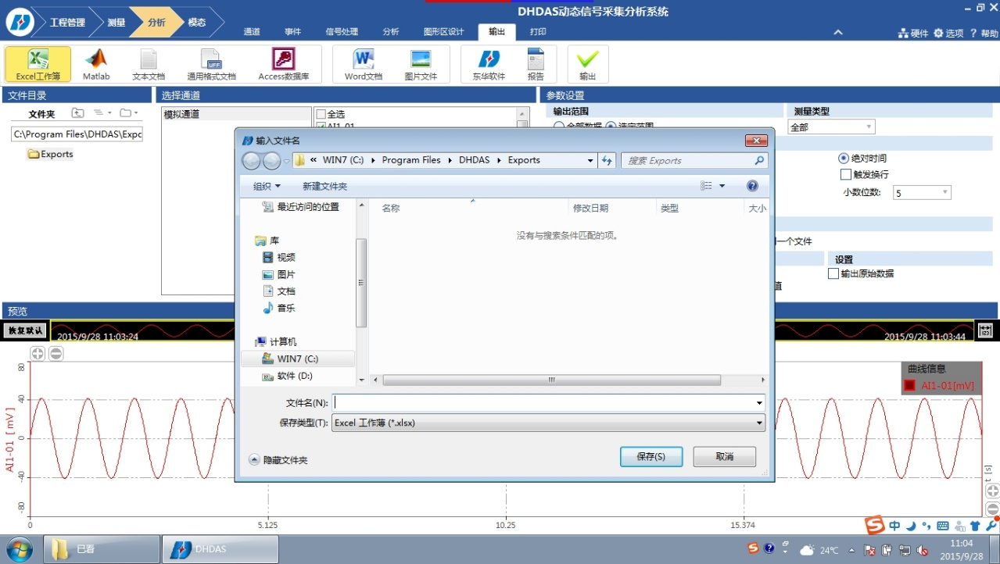 DHDAS动态信号采集分析系统
工程管理 测量 分析 模态
通道 事件 信号处理 分析 图形区设计 输出 打印
硬件 选项 ? 帮助
Excel工作簿 Matlab 文本文档 通用格式文档 Access数据库 Word文档 图片文件 东华软件 报告 输出
文件目录 选择通道 参数设置
文件夹
C:\Program Files\DHDAS\Expc
Exports
模拟通道
全选
AI1-01
输出范围 测量类型
全部数据 选定范围
全部
绝对时间
触发换行
小数位数: 5
一个文件
设置
输出原始数据
值
输入文件名
« WIN7 (C:) Program Files DHDAS Exports
搜索 Exports
组织 新建文件夹
最近访问的位置
库
视频
图片
文档
音乐
计算机
WIN7 (C:)
软件 (D:)
名称 修改日期 类型 大小
没有与搜索条件匹配的项。
文件名(N):
保存类型(T): Excel 工作簿 (*.xlsx)
隐藏文件夹
保存(S) 取消
预览
恢复默认
2015/9/28 11:03:24
2015/9/28 11:03:44
曲线信息
AI1-01[mV]
AI1-01 [ mV ]
80
40
0
-40
-80
0 5.125 10.25 15.374
t [s]
中
已看 DHDAS
24℃
11:04
2015/9/28